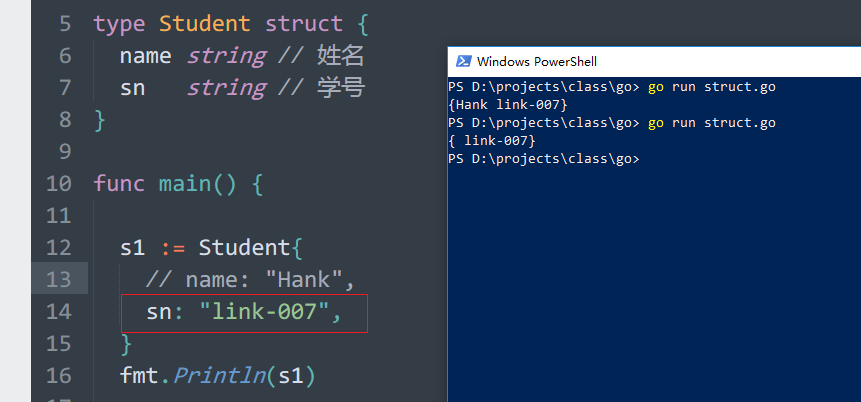 5 type Student struct {
6 name string // 姓名
7 sn string // 学号
8 }
9
10 func main() {
11
12 s1 := Student{
13 // name: "Hank",
14 sn: "link-007",
15 }
16 fmt.Println(s1)
Windows PowerShell
PS D:\projects\class\go> go run struct.go
{Hank link-007}
PS D:\projects\class\go> go run struct.go
{ link-007}
PS D:\projects\class\go>